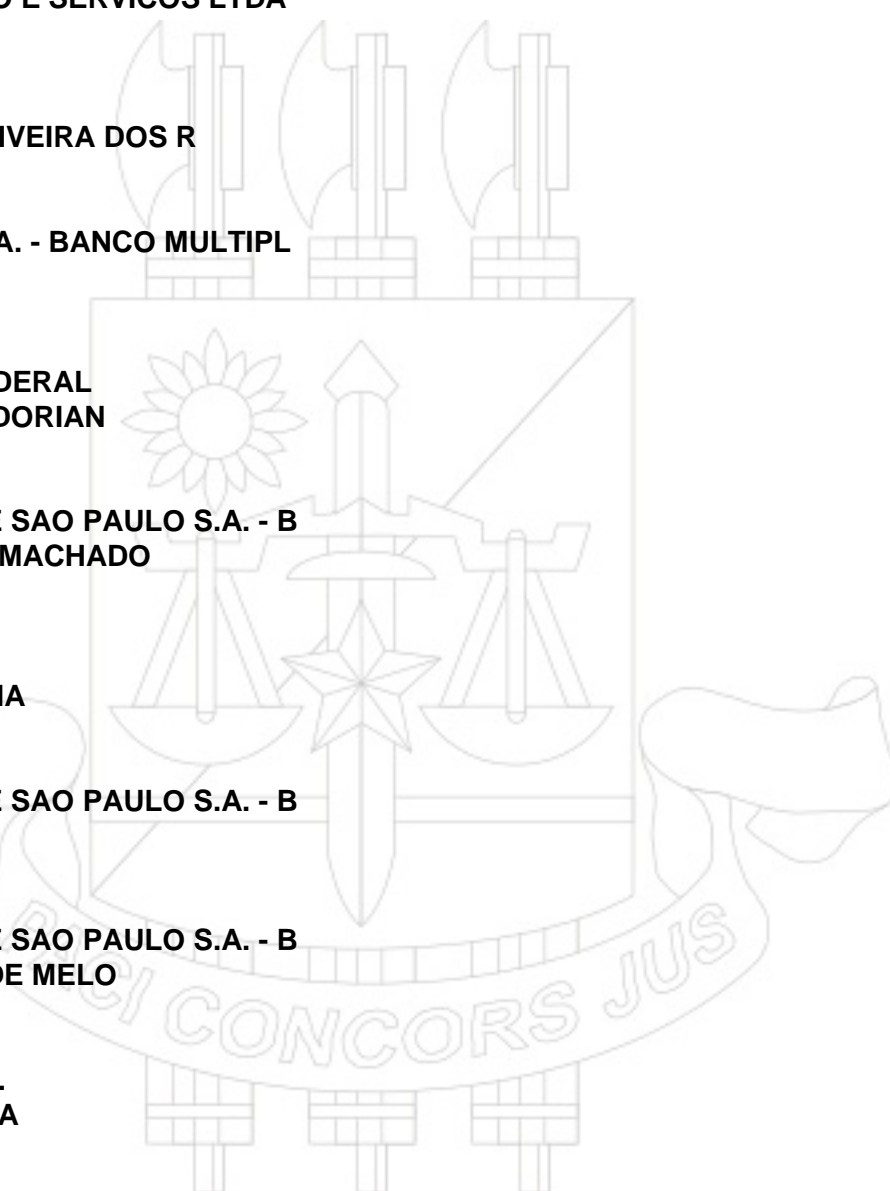 E SERVICOS LTDA
IVEIRA DOS R
A. - BANCO MULTIPL
DERAL
DORIAN
E SAO PAULO S.A. - B
MACHADO
IA
E SAO PAULO S.A. - B
E SAO PAULO S.A. - B
DE MELO
A
PACI CONCORS JUS